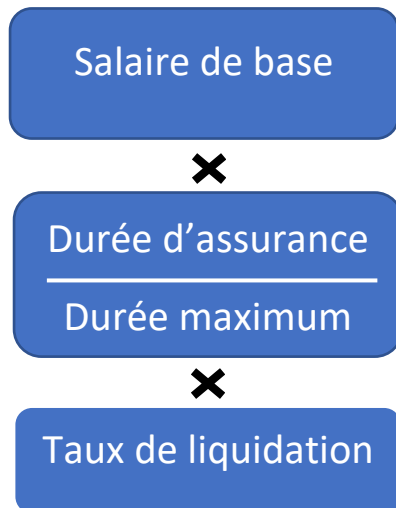 Salaire de base
×
Durée d'assurance
Durée maximum
×
Taux de liquidation